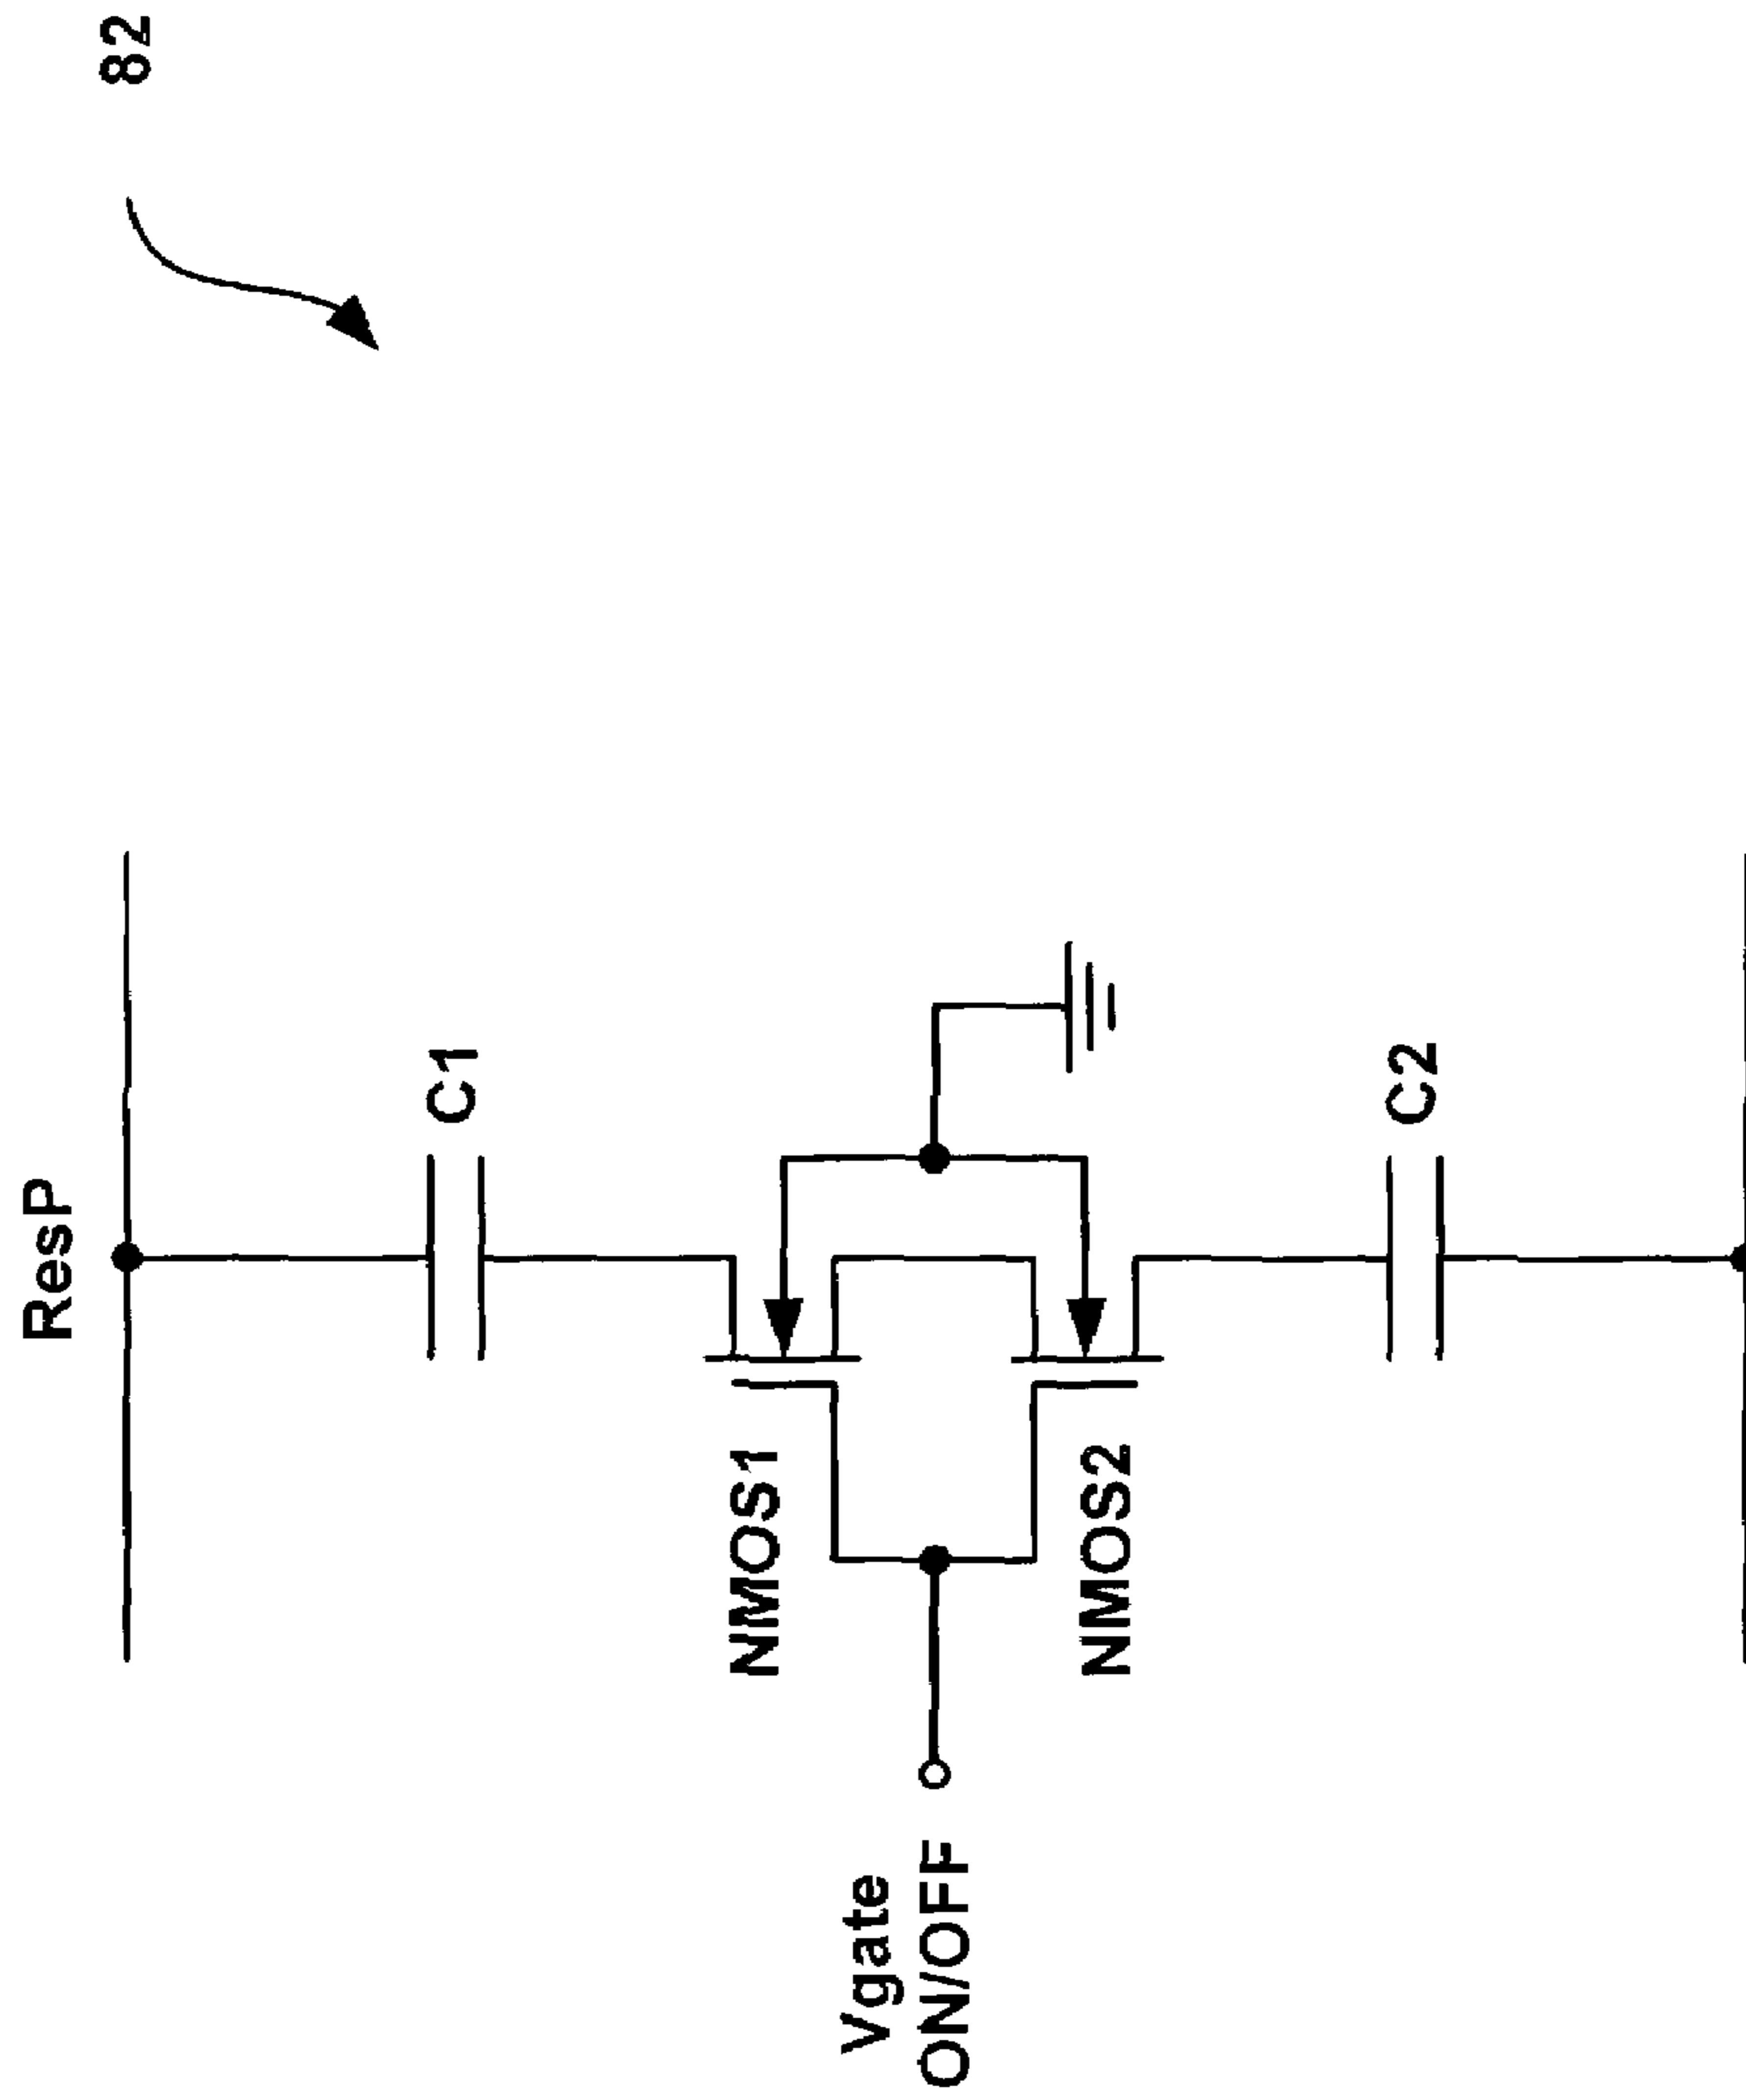 82
ResP
C1
NMOS1
NMOS2
C2
Vgate
ON/OFF